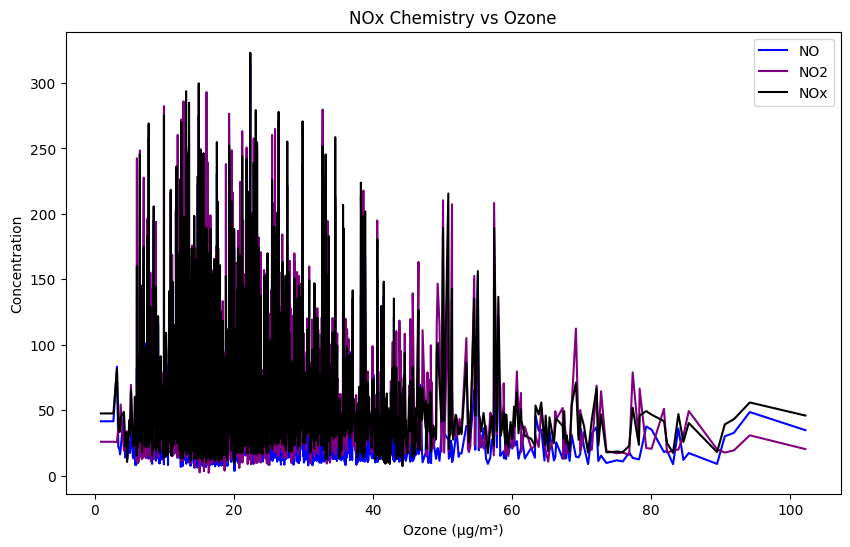 NOx Chemistry vs Ozone
NO
NO2
NOx
Concentration
300
250
200
150
100
50
0
0 20 40 60 80 100
Ozone (µg/m³)